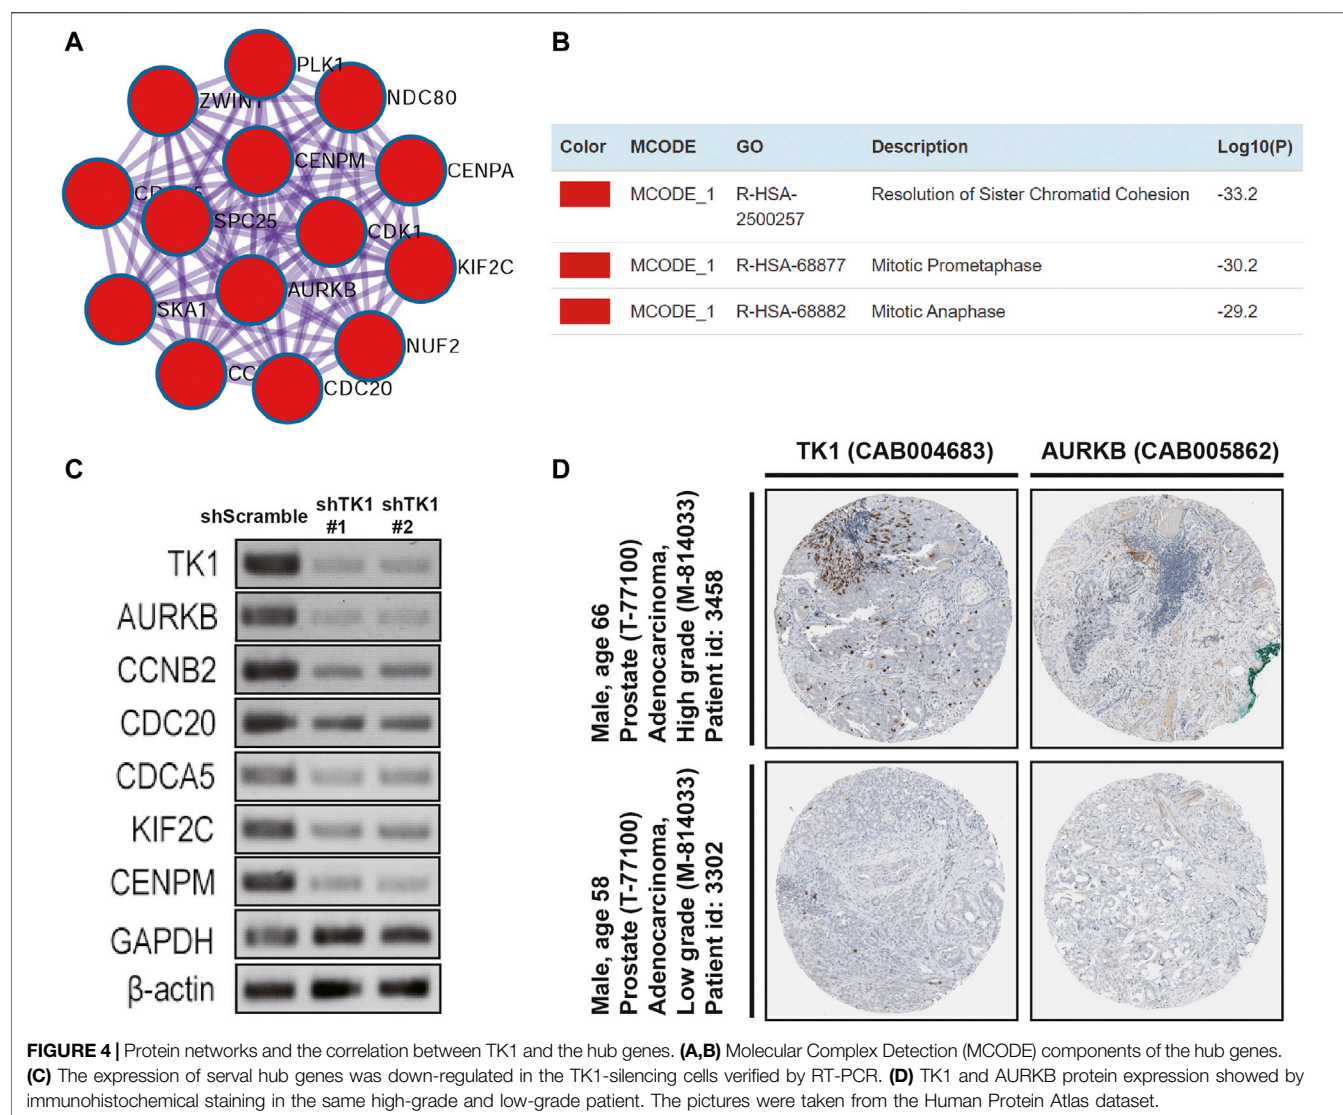 A
PLK1
ZWINT
NDC80
CENPM
CENPA
SPC25
CDK1
KIF2C
AURKB
SKA1
NUF2
CDC20
B
Color MCODE GO Description Log10(P)
MCODE_1 R-HSA-2500257 Resolution of Sister Chromatid Cohesion -33.2
MCODE_1 R-HSA-68877 Mitotic Prometaphase -30.2
MCODE_1 R-HSA-68882 Mitotic Anaphase -29.2
C
shScramble shTK1 #1 shTK1 #2
TK1
AURKB
CCNB2
CDC20
CDCA5
KIF2C
CENPM
GAPDH
β-actin
D
TK1 (CAB004683) AURKB (CAB005862)
Male, age 66
Prostate (T-77100)
Adenocarcinoma,
High grade (M-814033)
Patient id: 3458
Male, age 58
Prostate (T-77100)
Adenocarcinoma,
Low grade (M-814033)
Patient id: 3302
FIGURE 4 | Protein networks and the correlation between TK1 and the hub genes. (A,B) Molecular Complex Detection (MCODE) components of the hub genes.
(C) The expression of serval hub genes was down-regulated in the TK1-silencing cells verified by RT-PCR. (D) TK1 and AURKB protein expression showed by
immunohistochemical staining in the same high-grade and low-grade patient. The pictures were taken from the Human Protein Atlas dataset.